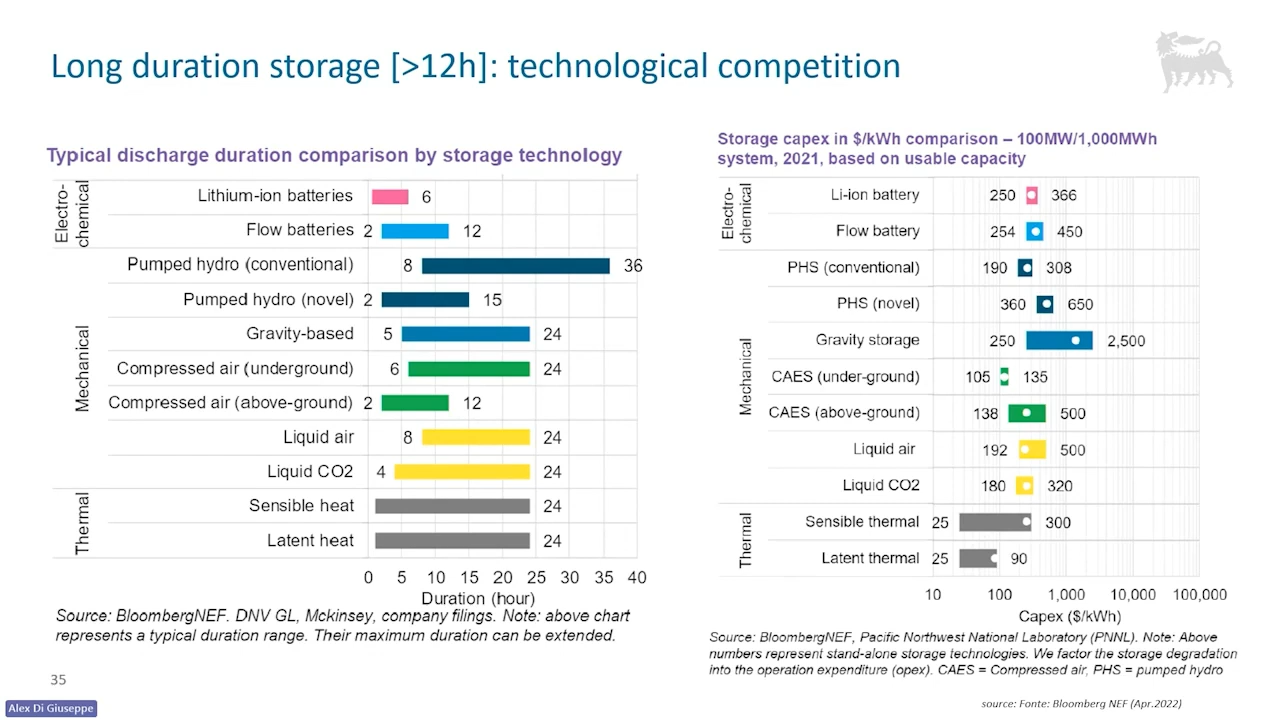 Long duration storage [>12h]: technological competition
Typical discharge duration comparison by storage technology
Electro-
chemical
Lithium-ion batteries 6
Flow batteries 2 12
Mechanical
Pumped hydro (conventional) 8 36
Pumped hydro (novel) 2 15
Gravity-based 5 24
Compressed air (underground) 6 24
Compressed air (above-ground) 2 12
Liquid air 8 24
Liquid CO2 4 24
Thermal
Sensible heat 24
Latent heat 24
0 5 10 15 20 25 30 35 40
Duration (hour)
Source: BloombergNEF. DNV GL, Mckinsey, company filings. Note: above chart
represents a typical duration range. Their maximum duration can be extended.
Storage capex in $/kWh comparison – 100MW/1,000MWh
system, 2021, based on usable capacity
Electro-
chemical
Li-ion battery 250 366
Flow battery 254 450
Mechanical
PHS (conventional) 190 308
PHS (novel) 360 650
Gravity storage 250 2,500
CAES (under-ground) 105 135
CAES (above-ground) 138 500
Liquid air 192 500
Liquid CO2 180 320
Thermal
Sensible thermal 25 300
Latent thermal 25 90
10 100 1,000 10,000 100,000
Capex ($/kWh)
Source: BloombergNEF, Pacific Northwest National Laboratory (PNNL). Note: Above
numbers represent stand-alone storage technologies. We factor the storage degradation
into the operation expenditure (opex). CAES = Compressed air, PHS = pumped hydro
35
source: Fonte: Bloomberg NEF (Apr.2022)
Alex Di Giuseppe